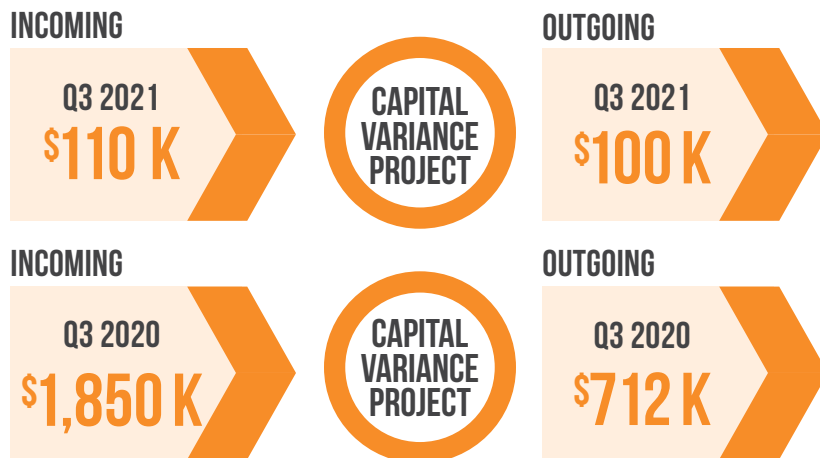 INCOMING
Q3 2021
$110 K
CAPITAL
VARIANCE
PROJECT
OUTGOING
Q3 2021
$100 K
INCOMING
Q3 2020
$1,850 K
CAPITAL
VARIANCE
PROJECT
OUTGOING
Q3 2020
$712 K